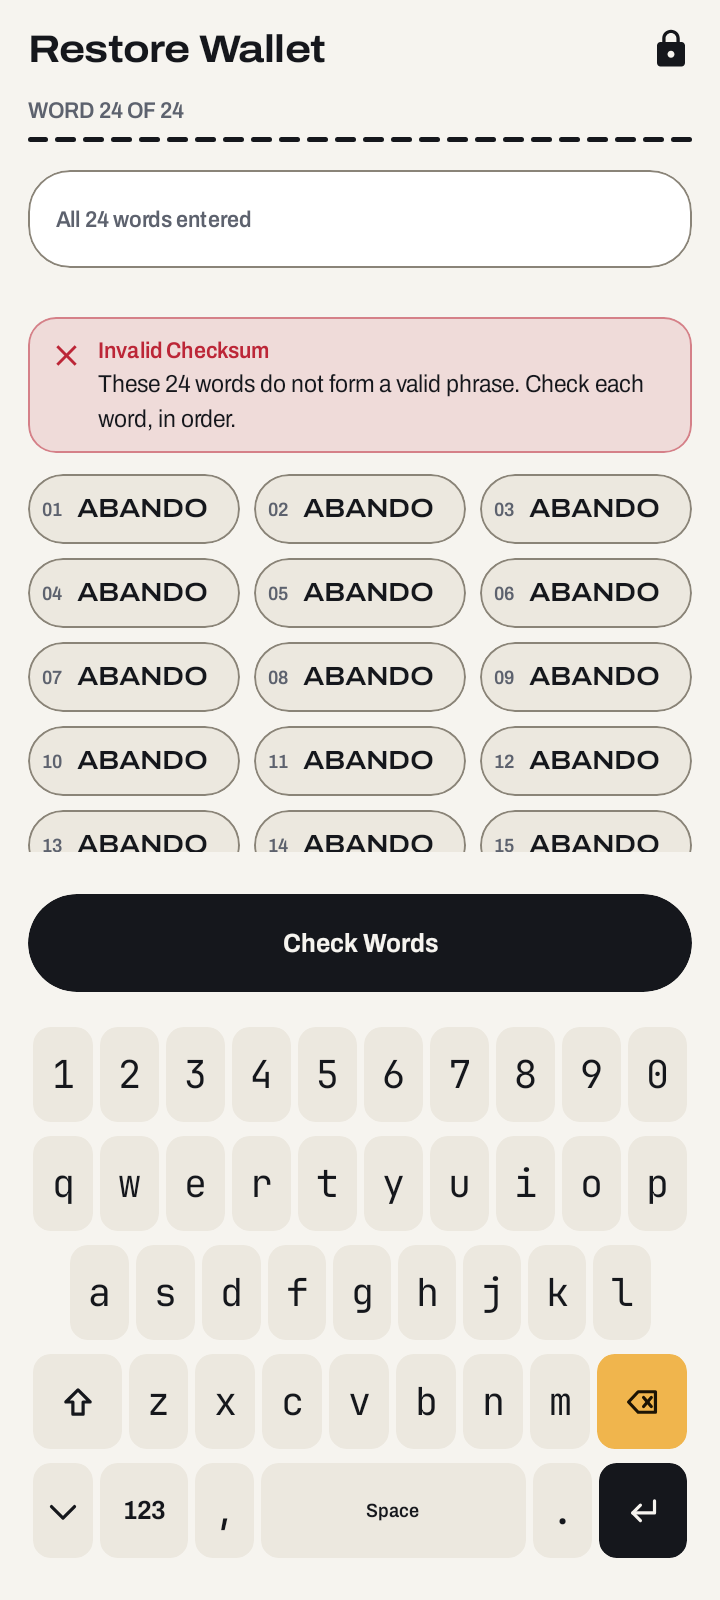 Restore Wallet
WORD 24 OF 24
All 24 words entered
Invalid Checksum
These 24 words do not form a valid phrase. Check each
word, in order.
01 ABANDO 02 ABANDO 03 ABANDO
04 ABANDO 05 ABANDO 06 ABANDO
07 ABANDO 08 ABANDO 09 ABANDO
10 ABANDO 11 ABANDO 12 ABANDO
13 ABANDO 14 ABANDO 15 ABANDO
Check Words
1 2 3 4 5 6 7 8 9 0
q w e r t y u i o p
a s d f g h j k l
z x c v b n m
123 , Space .